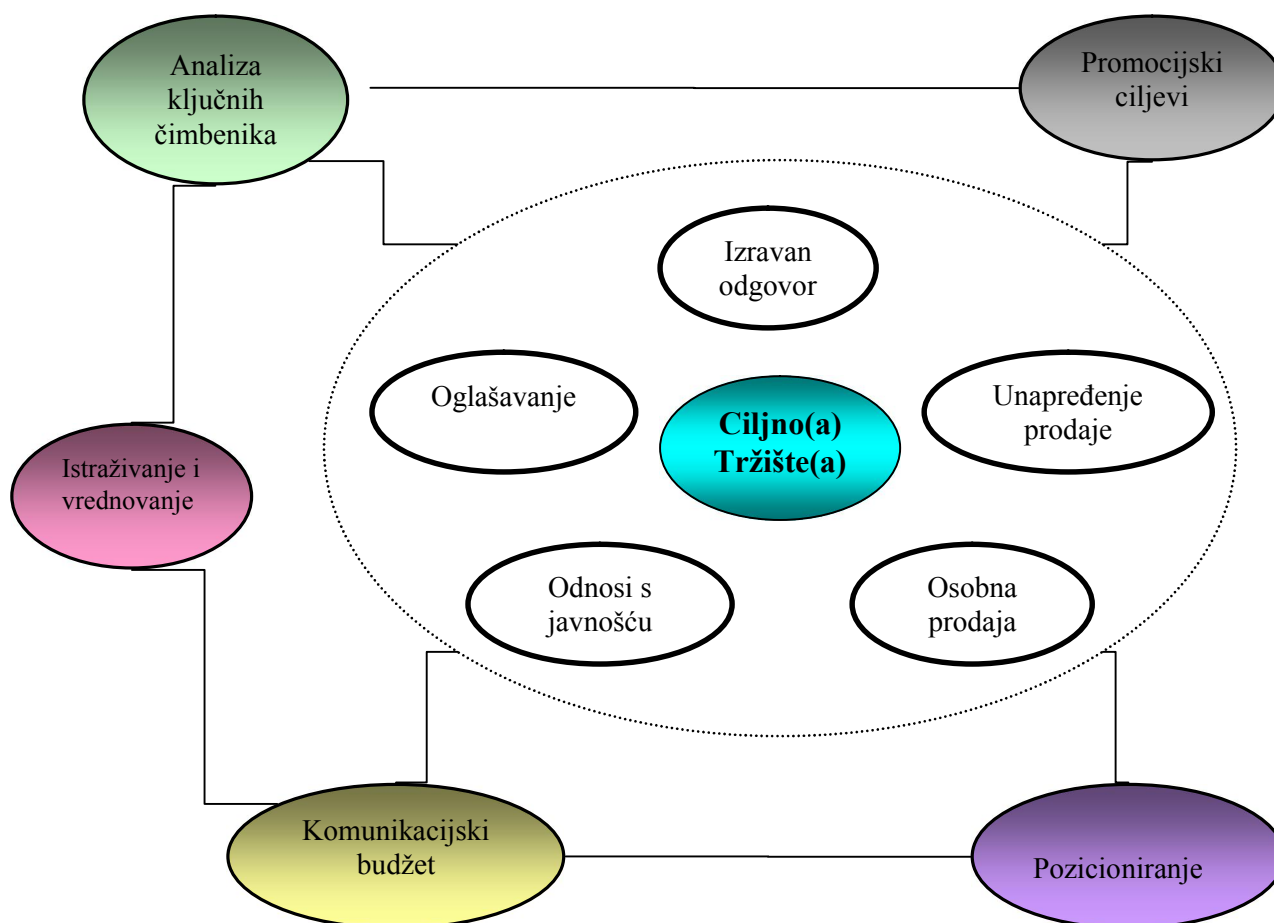 Analiza
ključnih
čimbenika
Promocijski
ciljevi
Izravan
odgovor
Oglašavanje
Ciljno(a)
Tržište(a)
Unapređenje
prodaje
Istraživanje i
vrednovanje
Odnosi s
javnošću
Osobna
prodaja
Komunikacijski
budžet
Pozicioniranje